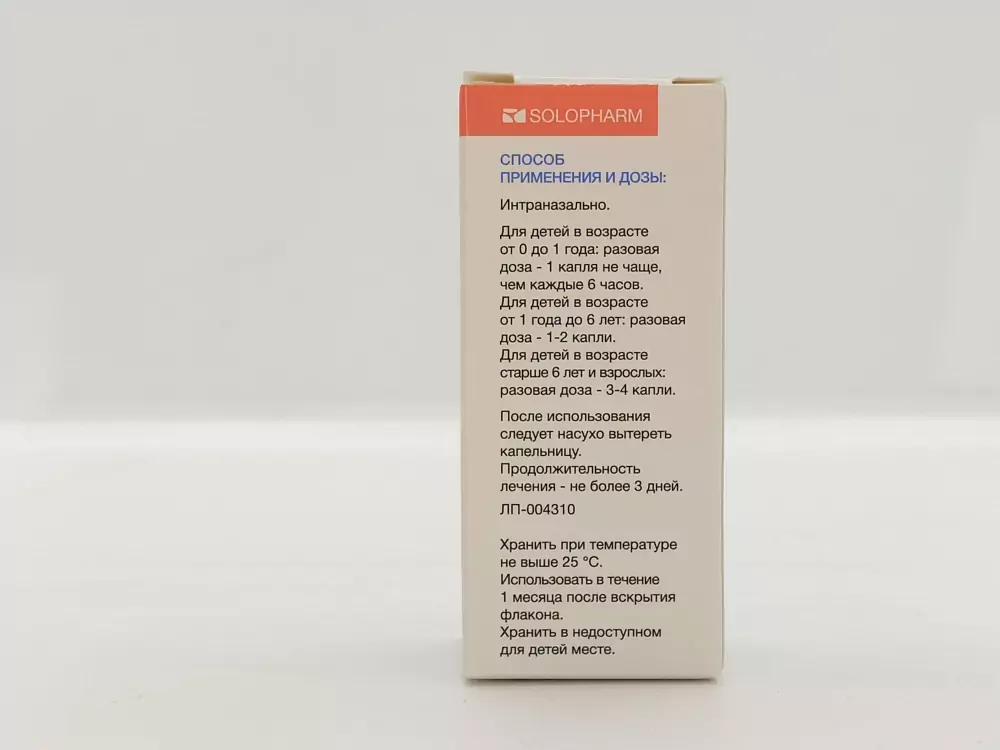 SOLOPHARM
СПОСОБ
ПРИМЕНЕНИЯ И ДОЗЫ:
Интраназально.
Для детей в возрасте
от 0 до 1 года: разовая
доза - 1 капля не чаще,
чем каждые 6 часов.
Для детей в возрасте
от 1 года до 6 лет: разовая
доза - 1-2 капли.
Для детей в возрасте
старше 6 лет и взрослых:
разовая доза - 3-4 капли.
После использования
следует насухо вытереть
капельницу.
Продолжительность
лечения - не более 3 дней.
ЛП-004310
Хранить при температуре
не выше 25 °С.
Использовать в течение
1 месяца после вскрытия
флакона.
Хранить в недоступном
для детей месте.